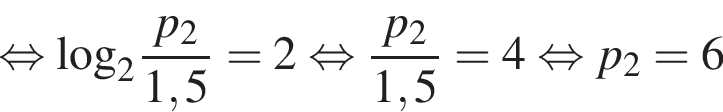 ⇔ log₂ p₂/1,5 = 2 ⇔ p₂/1,5 = 4 ⇔ p₂ = 6